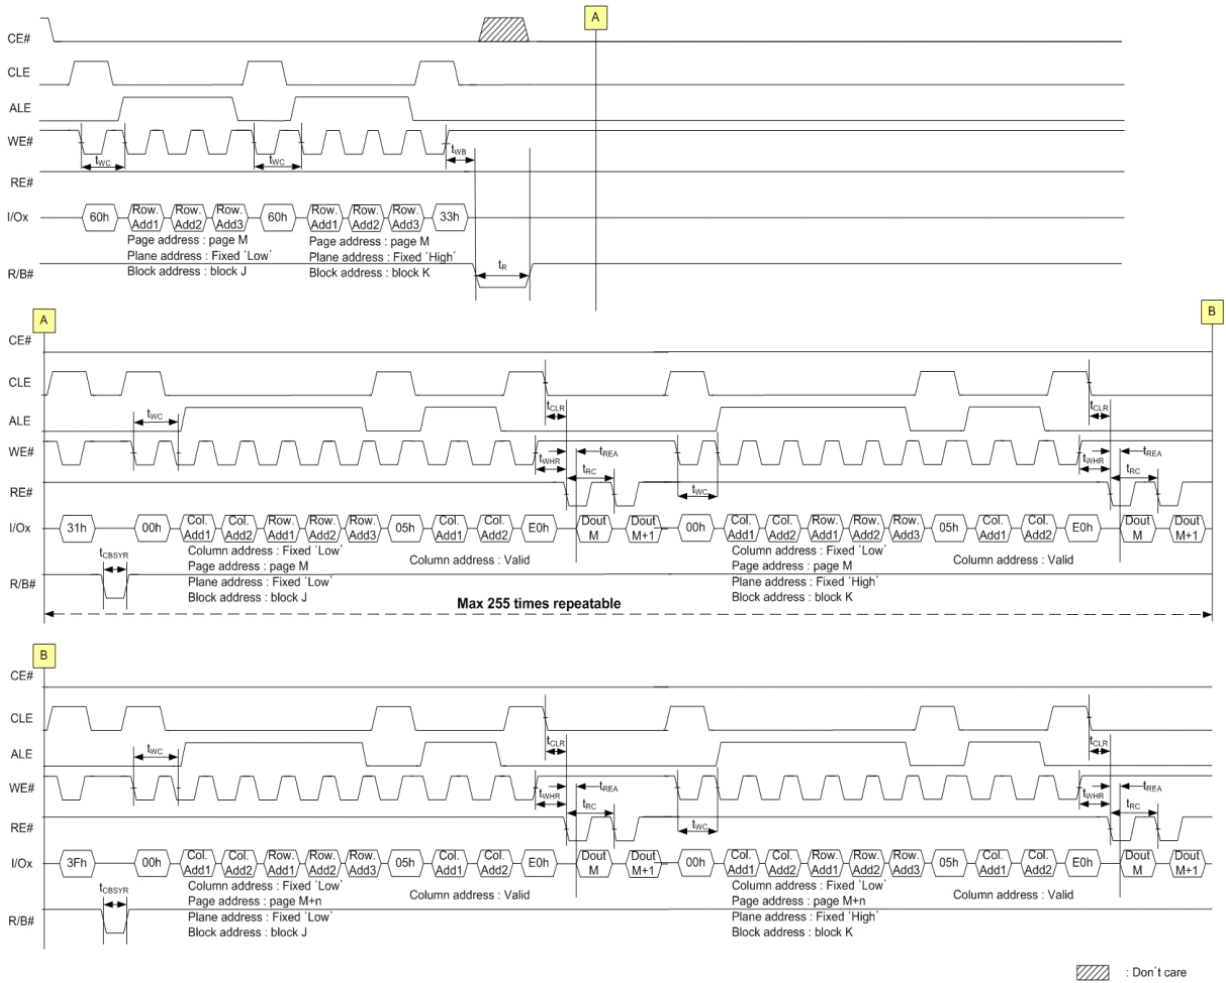 A
CE#
CLE
ALE
WE#
tWC tWC tWB
RE#
I/Ox 60h Row. Add1 Row. Add2 Row. Add3 60h Row. Add1 Row. Add2 Row. Add3 33h
Page address : page M
Plane address : Fixed ˈLowˈ
Block address : block J
Page address : page M
Plane address : Fixed ˈHighˈ
Block address : block K
R/B# tR
A B
CE#
CLE
tCLR tCLR
ALE tWC
WE# tWHR tREA tRC tWHR tREA tRC
RE# tWC
I/Ox 31h 00h Col. Add1 Col. Add2 Row. Add1 Row. Add2 Row. Add3 05h Col. Add1 Col. Add2 E0h Dout M Dout M+1 00h Col. Add1 Col. Add2 Row. Add1 Row. Add2 Row. Add3 05h Col. Add1 Col. Add2 E0h Dout M Dout M+1
tCBSYR
R/B#
Column address : Fixed ˈLowˈ
Page address : page M
Plane address : Fixed ˈLowˈ
Block address : block J
Column address : Valid
Column address : Fixed ˈLowˈ
Page address : page M
Plane address : Fixed ˈHighˈ
Block address : block K
Column address : Valid
Max 255 times repeatable
B
CE#
CLE
tCLR tCLR
ALE tWC
WE# tWHR tREA tRC tWHR tREA tRC
RE# tWC
I/Ox 3Fh 00h Col. Add1 Col. Add2 Row. Add1 Row. Add2 Row. Add3 05h Col. Add1 Col. Add2 E0h Dout M Dout M+1 00h Col. Add1 Col. Add2 Row. Add1 Row. Add2 Row. Add3 05h Col. Add1 Col. Add2 E0h Dout M Dout M+1
tCBSYR
R/B#
Column address : Fixed ˈLowˈ
Page address : page M+n
Plane address : Fixed ˈLowˈ
Block address : block J
Column address : Valid
Column address : Fixed ˈLowˈ
Page address : page M+n
Plane address : Fixed ˈHighˈ
Block address : block K
Column address : Valid
: Donˈt care